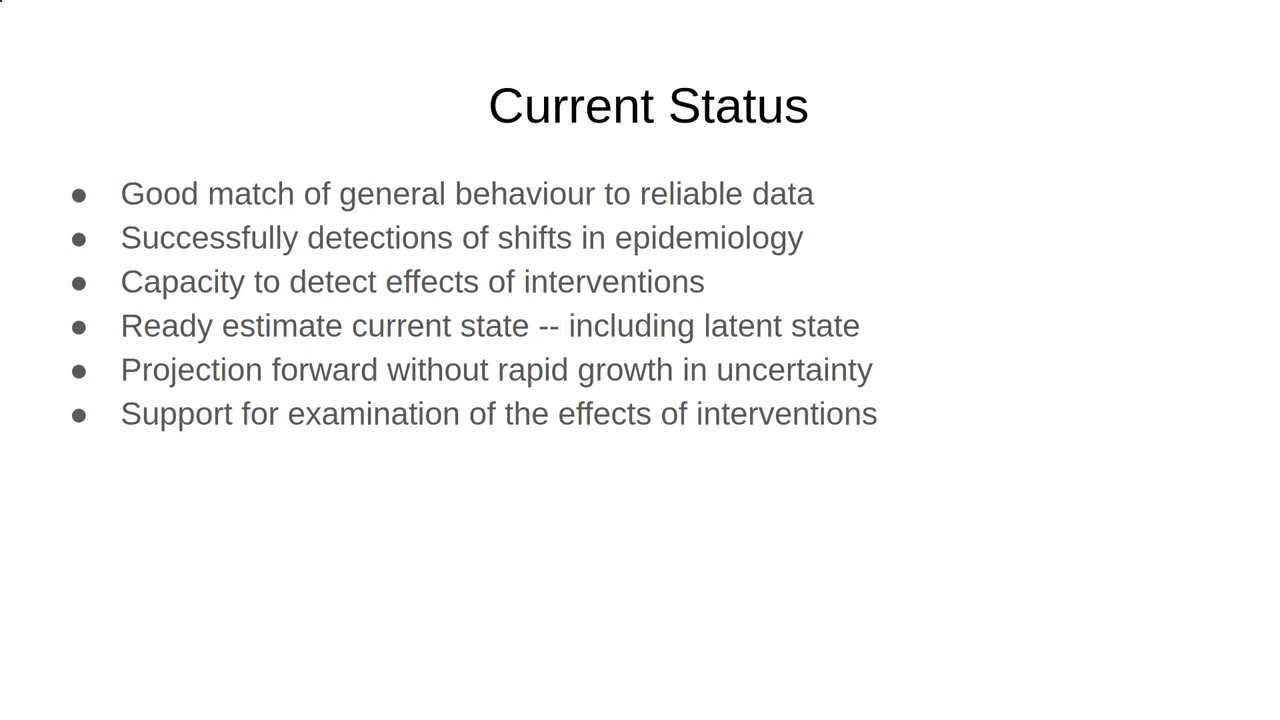 Current Status
● Good match of general behaviour to reliable data
● Successfully detections of shifts in epidemiology
● Capacity to detect effects of interventions
● Ready estimate current state -- including latent state
● Projection forward without rapid growth in uncertainty
● Support for examination of the effects of interventions